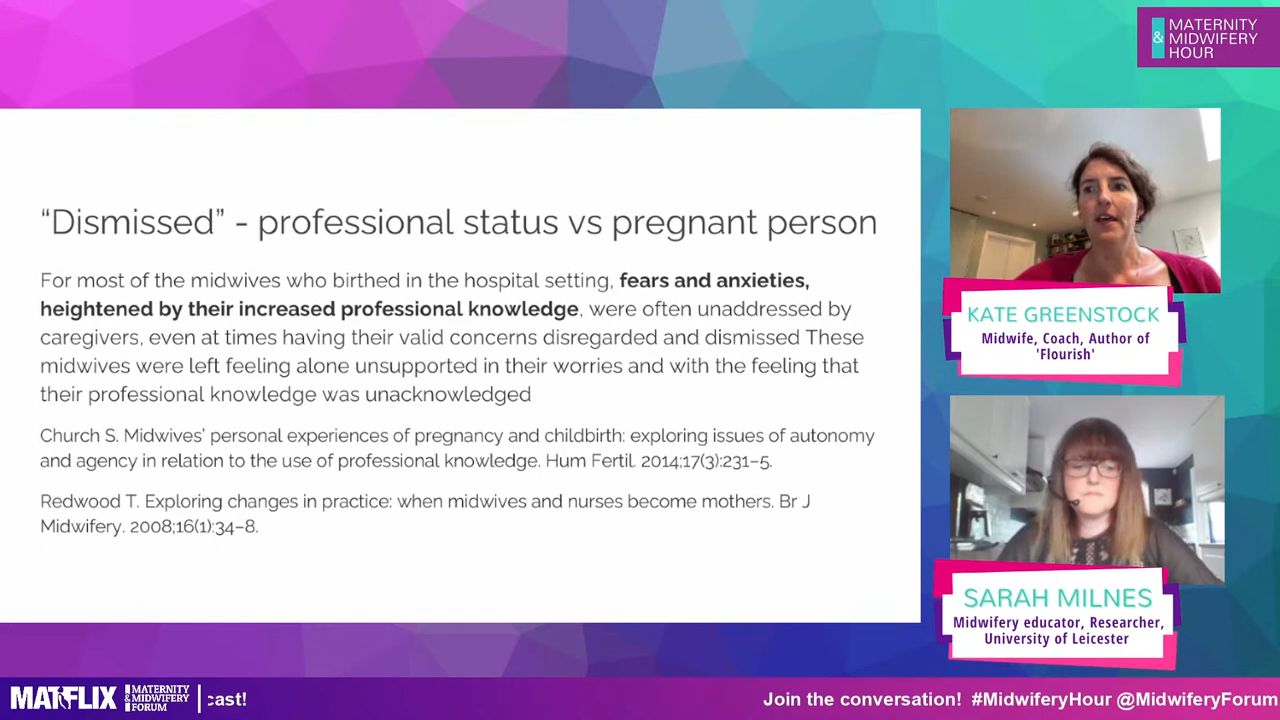 MATERNITY
& MIDWIFERY
HOUR
“Dismissed” - professional status vs pregnant person
For most of the midwives who birthed in the hospital setting, fears and anxieties,
heightened by their increased professional knowledge, were often unaddressed by
caregivers, even at times having their valid concerns disregarded and dismissed These
midwives were left feeling alone unsupported in their worries and with the feeling that
their professional knowledge was unacknowledged
Church S. Midwives’ personal experiences of pregnancy and childbirth: exploring issues of autonomy
and agency in relation to the use of professional knowledge. Hum Fertil. 2014;17(3):231–5.
Redwood T. Exploring changes in practice: when midwives and nurses become mothers. Br J
Midwifery. 2008;16(1):34–8.
KATE GREENSTOCK
Midwife, Coach, Author of
'Flourish'
SARAH MILNES
Midwifery educator, Researcher,
University of Leicester
MATFLIX
MATERNITY
& MIDWIFERY
FORUM
cast!
Join the conversation! #MidwiferyHour @MidwiferyForum